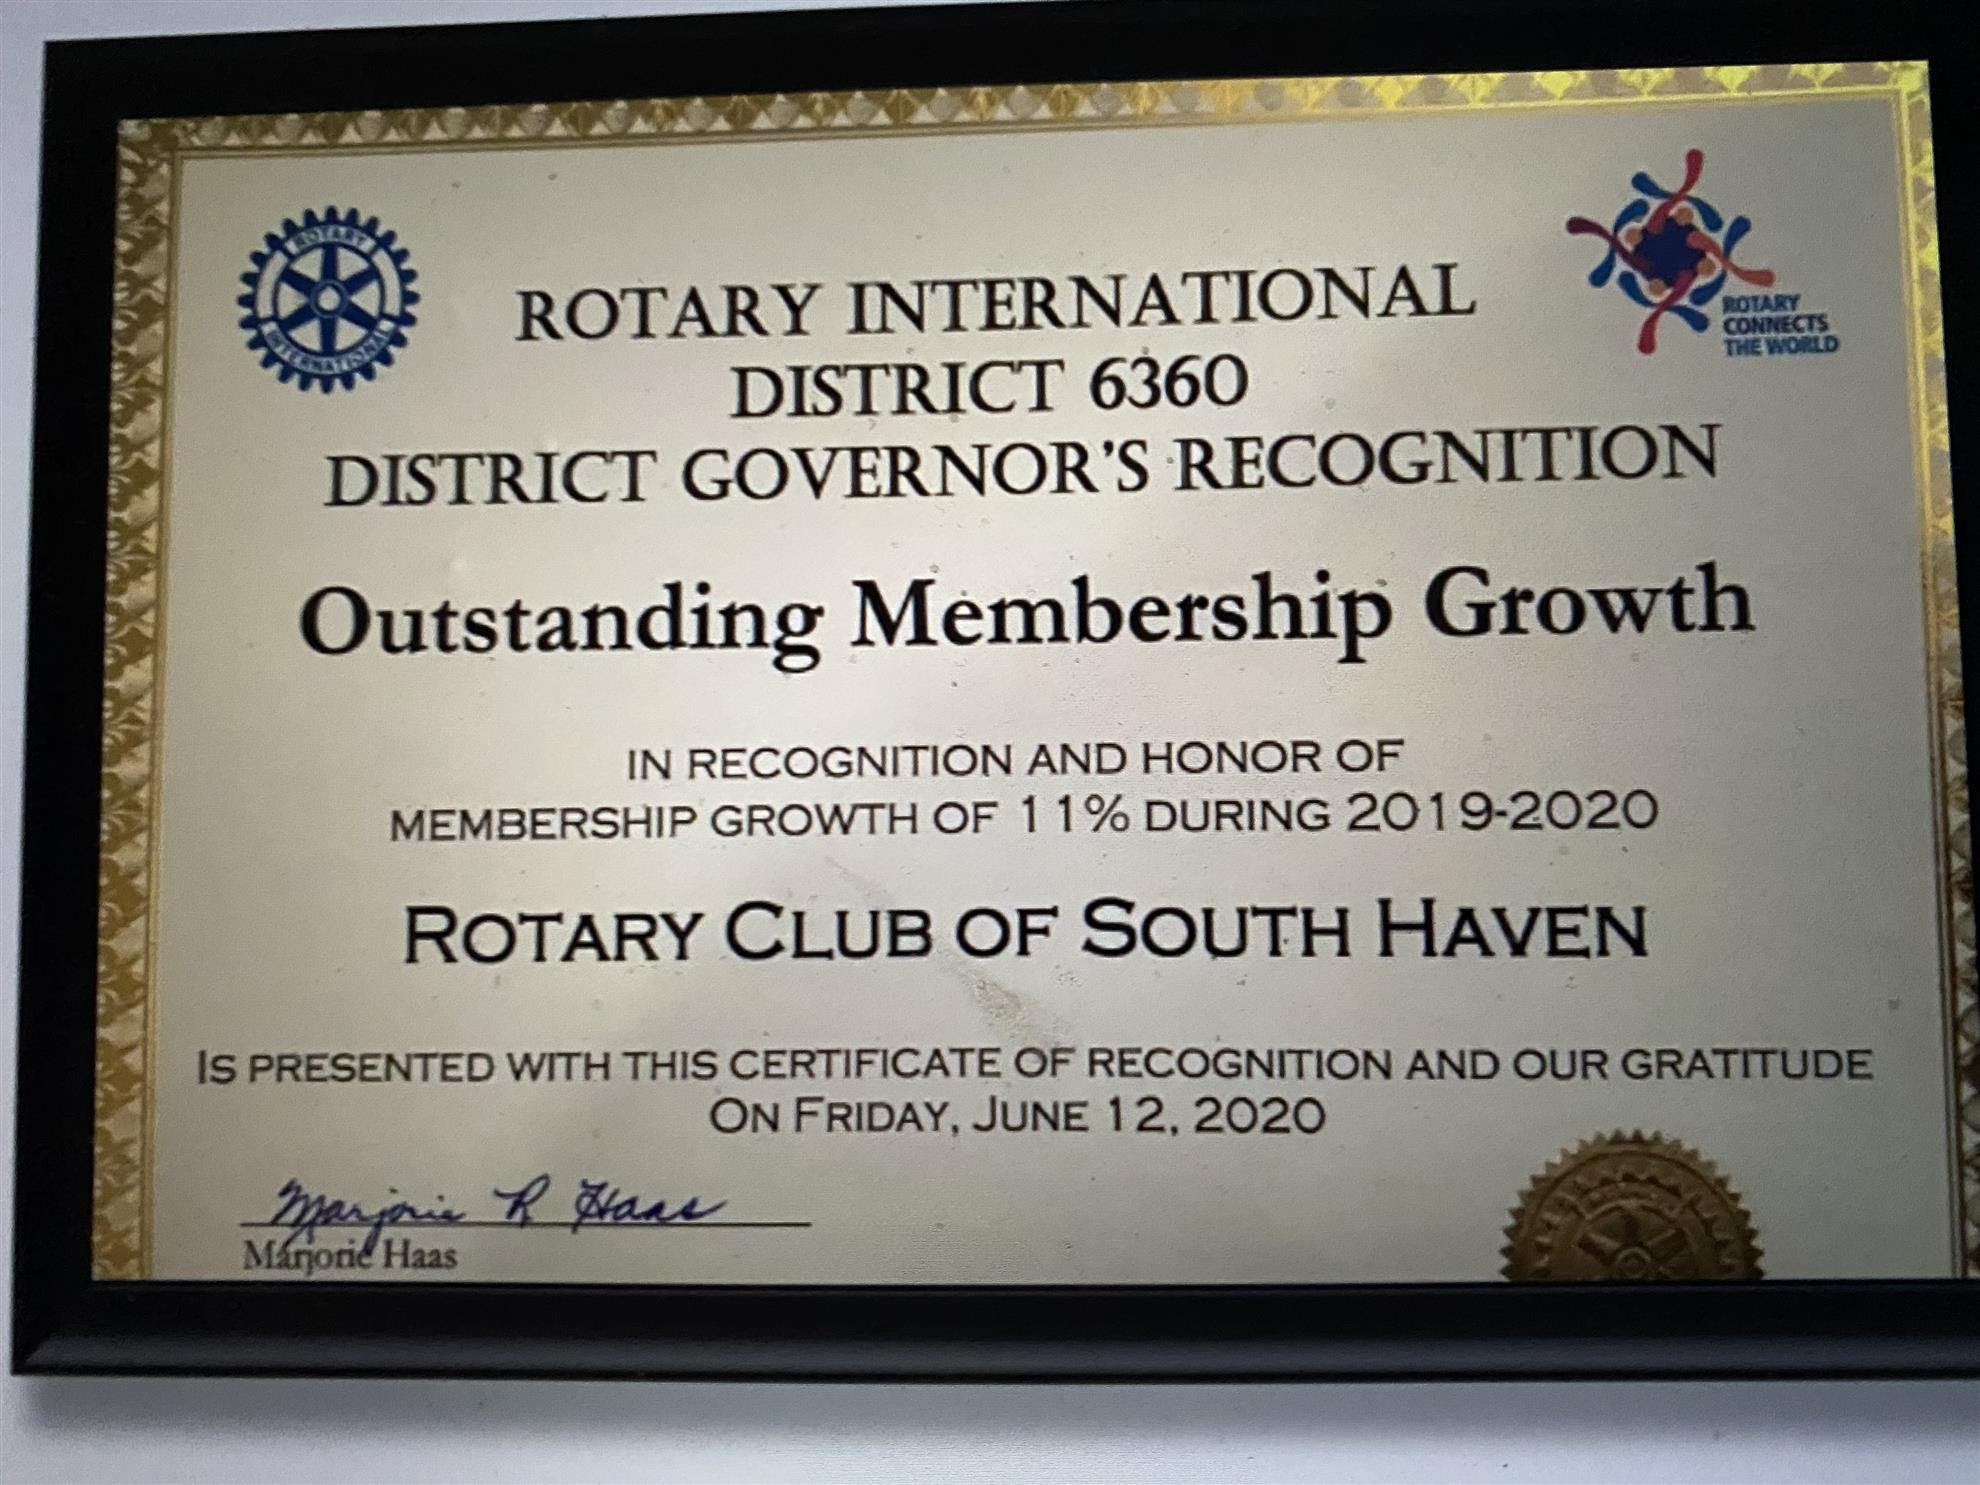 ROTARY
INTERNATIONAL
ROTARY
CONNECTS
THE WORLD
ROTARY INTERNATIONAL
DISTRICT 6360
DISTRICT GOVERNOR'S RECOGNITION
Outstanding Membership Growth
IN RECOGNITION AND HONOR OF
MEMBERSHIP GROWTH OF 11% DURING 2019-2020
ROTARY CLUB OF SOUTH HAVEN
IS PRESENTED WITH THIS CERTIFICATE OF RECOGNITION AND OUR GRATITUDE
ON FRIDAY, JUNE 12, 2020
Marjorie R Haas
Marjorie Haas